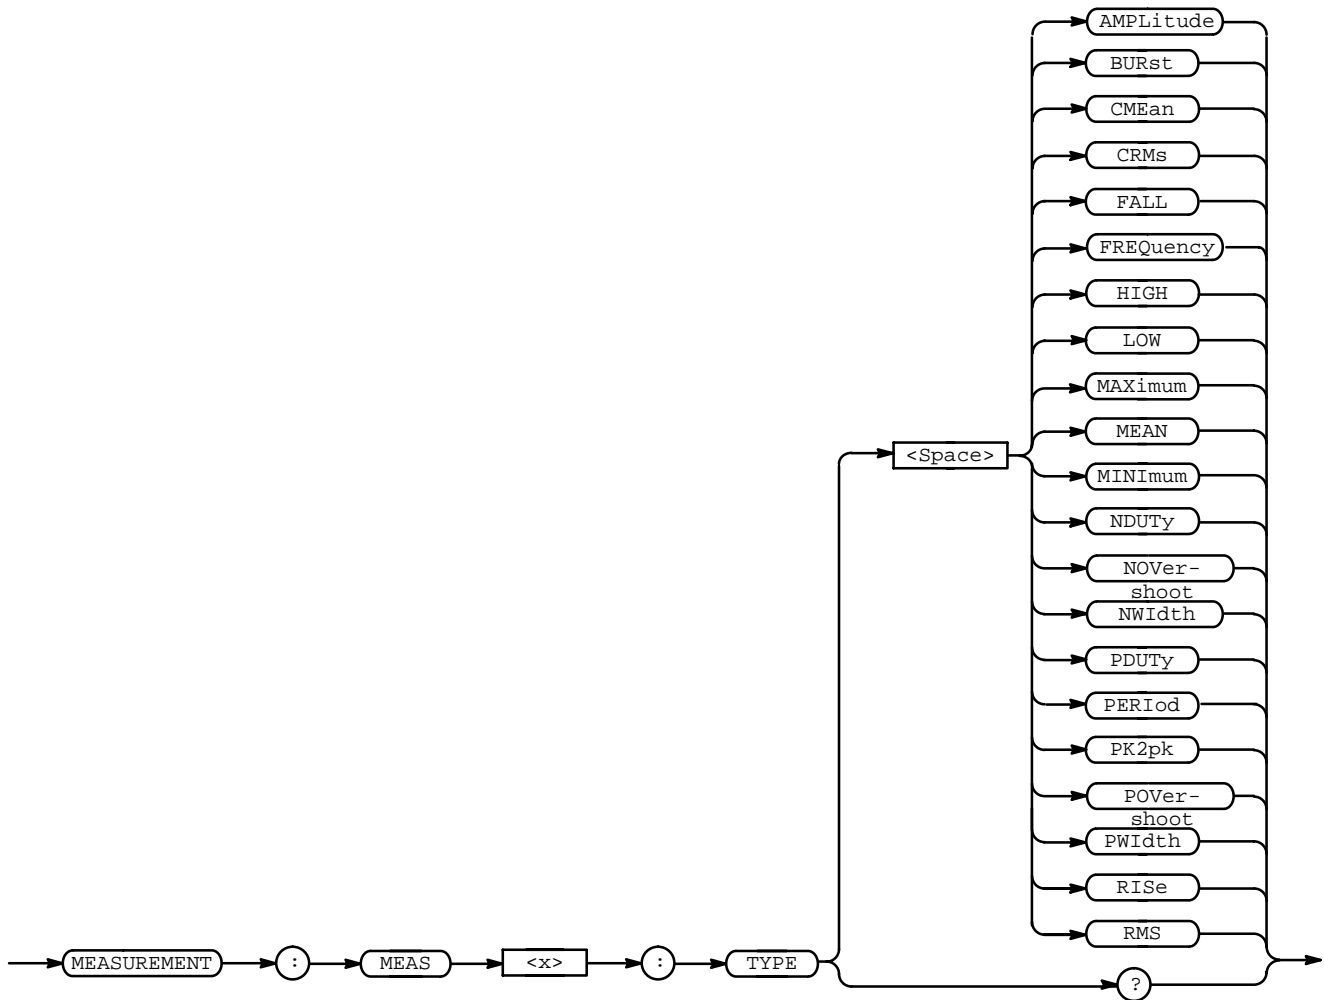 AMPLitude
BURst
CMEan
CRMs
FALL
FREQuency
HIGH
LOW
MAXimum
MEAN
<Space>
MINImum
NDUTy
NOVer-
shoot
NWIdth
PDUTy
PERIod
PK2pk
POVer-
shoot
PWIdth
RISe
RMS
MEASUREMENT : MEAS <x> : TYPE
?